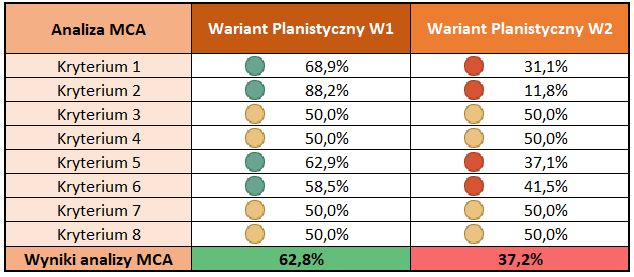 Analiza MCA Wariant Planistyczny W1 Wariant Planistyczny W2
Kryterium 1 68,9% 31,1%
Kryterium 2 88,2% 11,8%
Kryterium 3 50,0% 50,0%
Kryterium 4 50,0% 50,0%
Kryterium 5 62,9% 37,1%
Kryterium 6 58,5% 41,5%
Kryterium 7 50,0% 50,0%
Kryterium 8 50,0% 50,0%
Wyniki analizy MCA 62,8% 37,2%